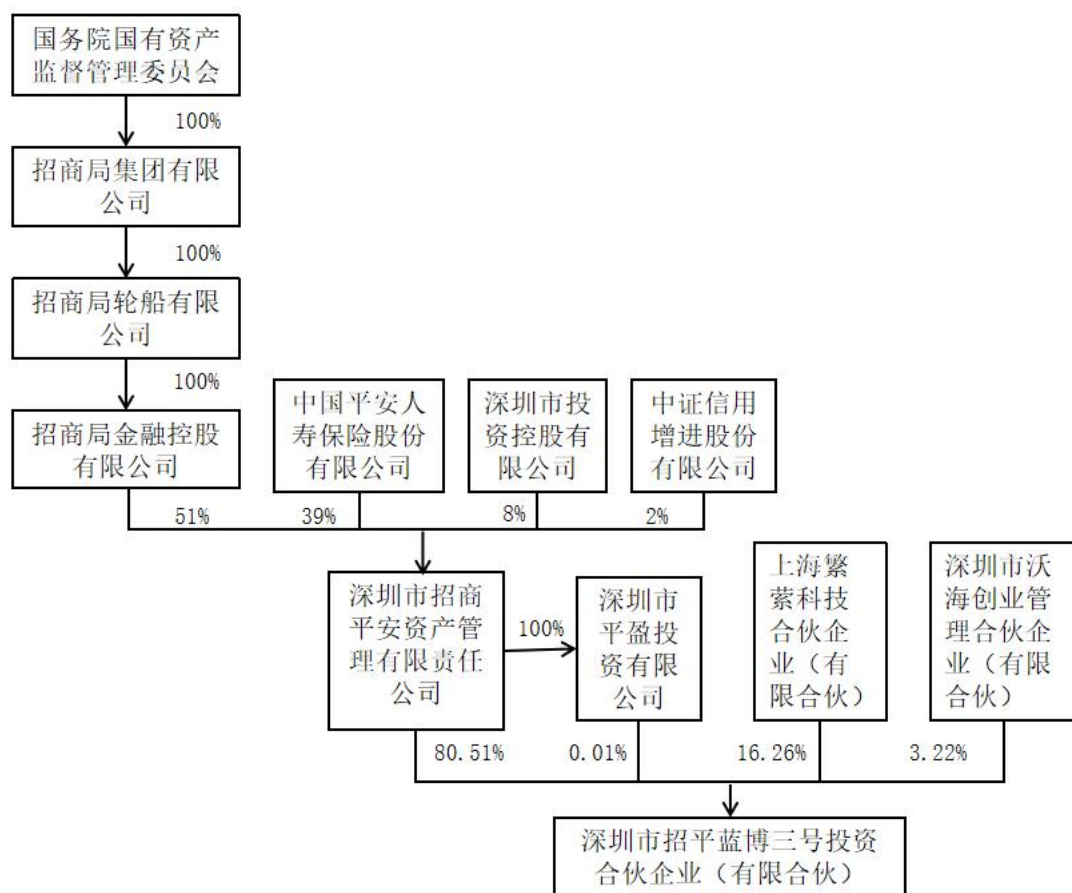 国务院国有资产
监督管理委员会
100%
招商局集团有限
公司
100%
招商局轮船有限
公司
100%
招商局金融控股
有限公司
中国平安人
寿保险股份
有限公司
深圳市投
资控股有
限公司
中证信用
增进股份
有限公司
51%
39%
8%
2%
深圳市招商
平安资产管
理有限责任
公司
100%
深圳市
平盈投
资有限
公司
上海繁
萦科技
合伙企
业（有
限合伙）
深圳市沃
海创业管
理合伙企
业（有限
合伙）
80.51%
0.01%
16.26%
3.22%
深圳市招平蓝博三号投资
合伙企业（有限合伙）